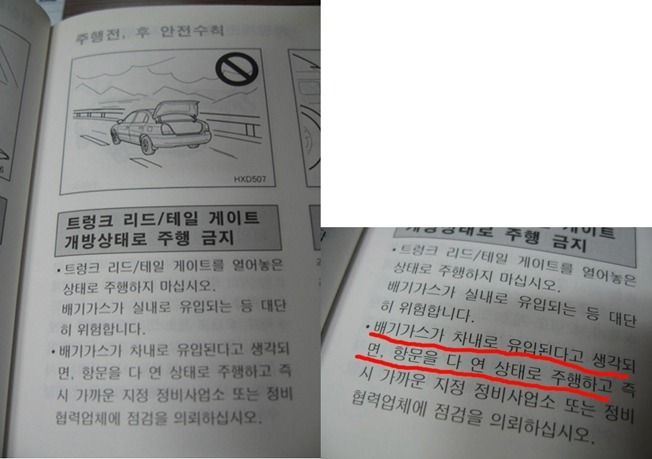 주행전, 후 안전수칙
HXD507
트렁크 리드/테일 게이트
개방상태로 주행 금지
· 트렁크 리드/테일 게이트를 열어놓은
상태로 주행하지 마십시오.
배기가스가 실내로 유입되는 등 대단
히 위험합니다.
· 배기가스가 차내로 유입된다고 생각되
면, 항문을 다 연 상태로 주행하고 즉
시 가까운 지정 정비사업소 또는 정비
협력업체에 점검을 의뢰하십시오.
트렁크 리드/테일 게이트
개방상태로 주행 금지
· 트렁크 리드/테일 게이트를 열어놓은
상태로 주행하지 마십시오.
배기가스가 실내로 유입되는 등 대단
히 위험합니다.
· 배기가스가 차내로 유입된다고 생각되
면, 항문을 다 연 상태로 주행하고 즉
시 가까운 지정 정비사업소 또는 정비
협력업체에 점검을 의뢰하십시오.